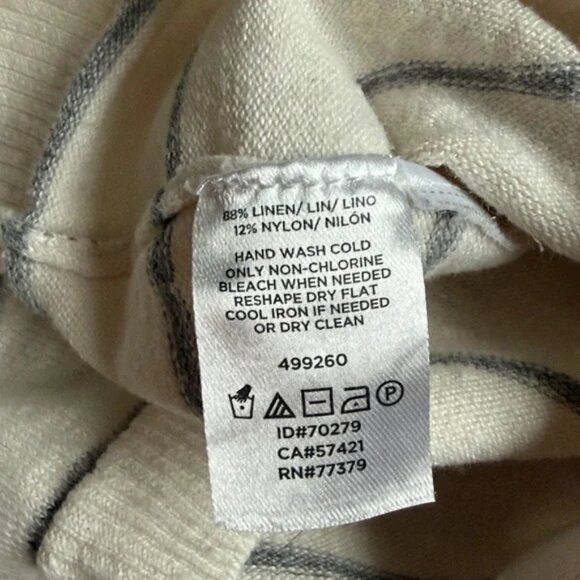 88% LINEN/ LIN/ LINO
12% NYLON/ NILÓN
HAND WASH COLD
ONLY NON-CHLORINE
BLEACH WHEN NEEDED
RESHAPE DRY FLAT
COOL IRON IF NEEDED
OR DRY CLEAN
499260
P
ID#70279
CA#57421
RN#77379